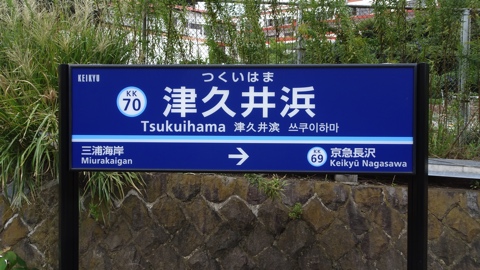 KEIKYU
KK
70
つくいはま
津久井浜
Tsukuihama 津久井滨 쓰쿠이하마
三浦海岸
Miurakaigan
→
KK
69
京急長沢
Keikyū Nagasawa